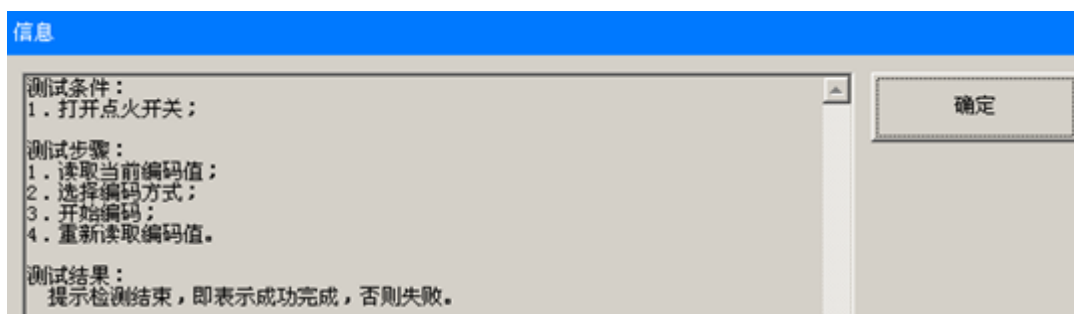 信息
测试条件：
1．打开点火开关；
测试步骤：
1．读取当前编码值；
2．选择编码方式；
3．开始编码；
4．重新读取编码值。
测试结果：
提示检测结束，即表示成功完成，否则失败。
确定